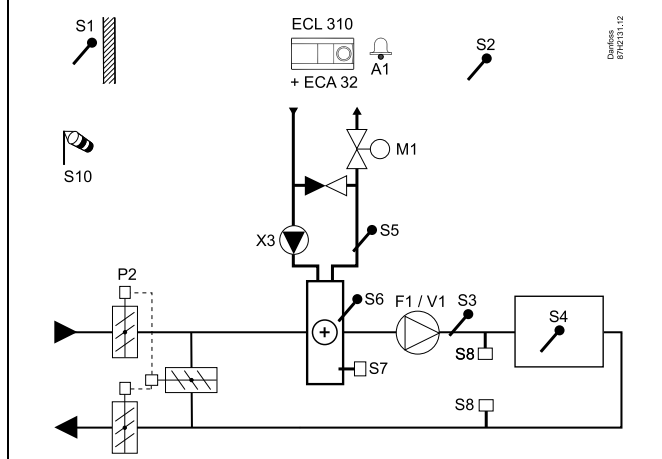 S1
ECL 310
+ ECA 32
A1
S2
Danfoss
87H2131.12
S10
M1
X3
S5
P2
S6
F1 / V1
S3
S4
S8
S7
S8